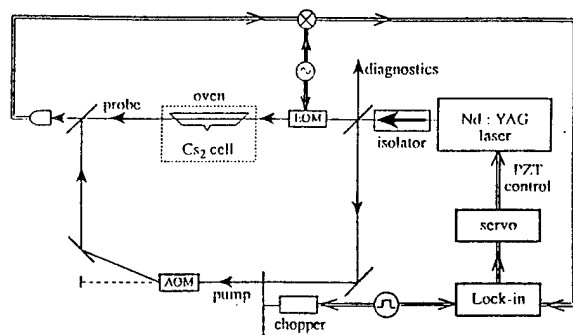 diagnostics
oven
probe
EOM
Cs2 cell
isolator
Nd : YAG
laser
PZT
control
servo
AOM
pump
chopper
Lock-in